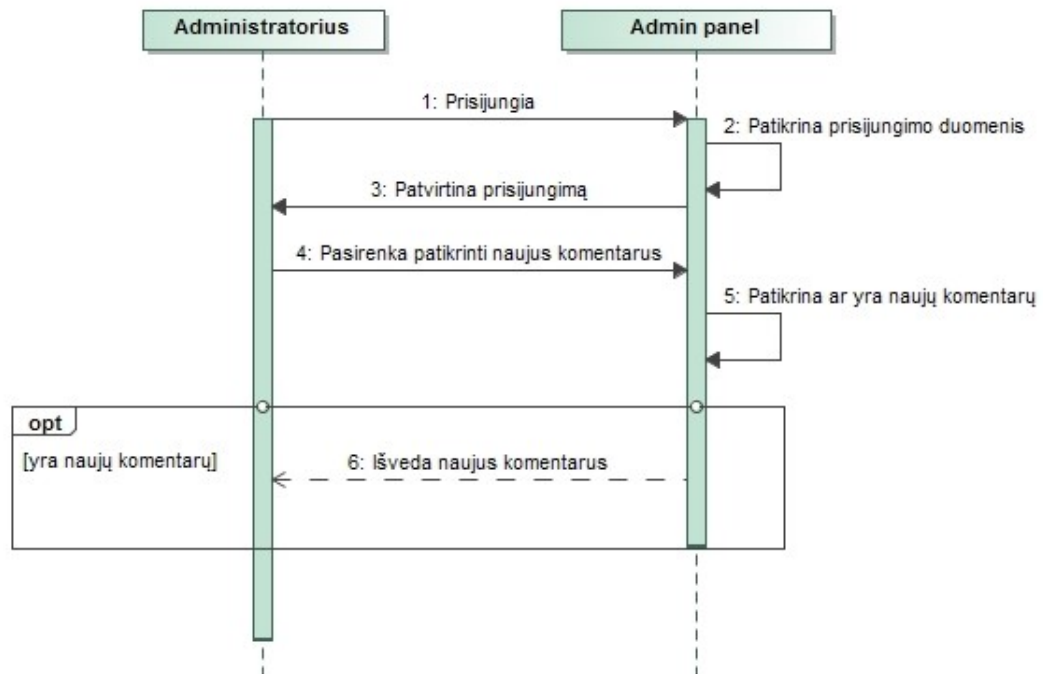 Administratorius
Admin panel
1: Prisijungia
2: Patikrina prisijungimo duomenis
3: Patvirtina prisijungimą
4: Pasirenka patikrinti naujus komentarus
5: Patikrina ar yra naujų komentarų
opt
[yra naujų komentarų]
6: Išveda naujus komentarus